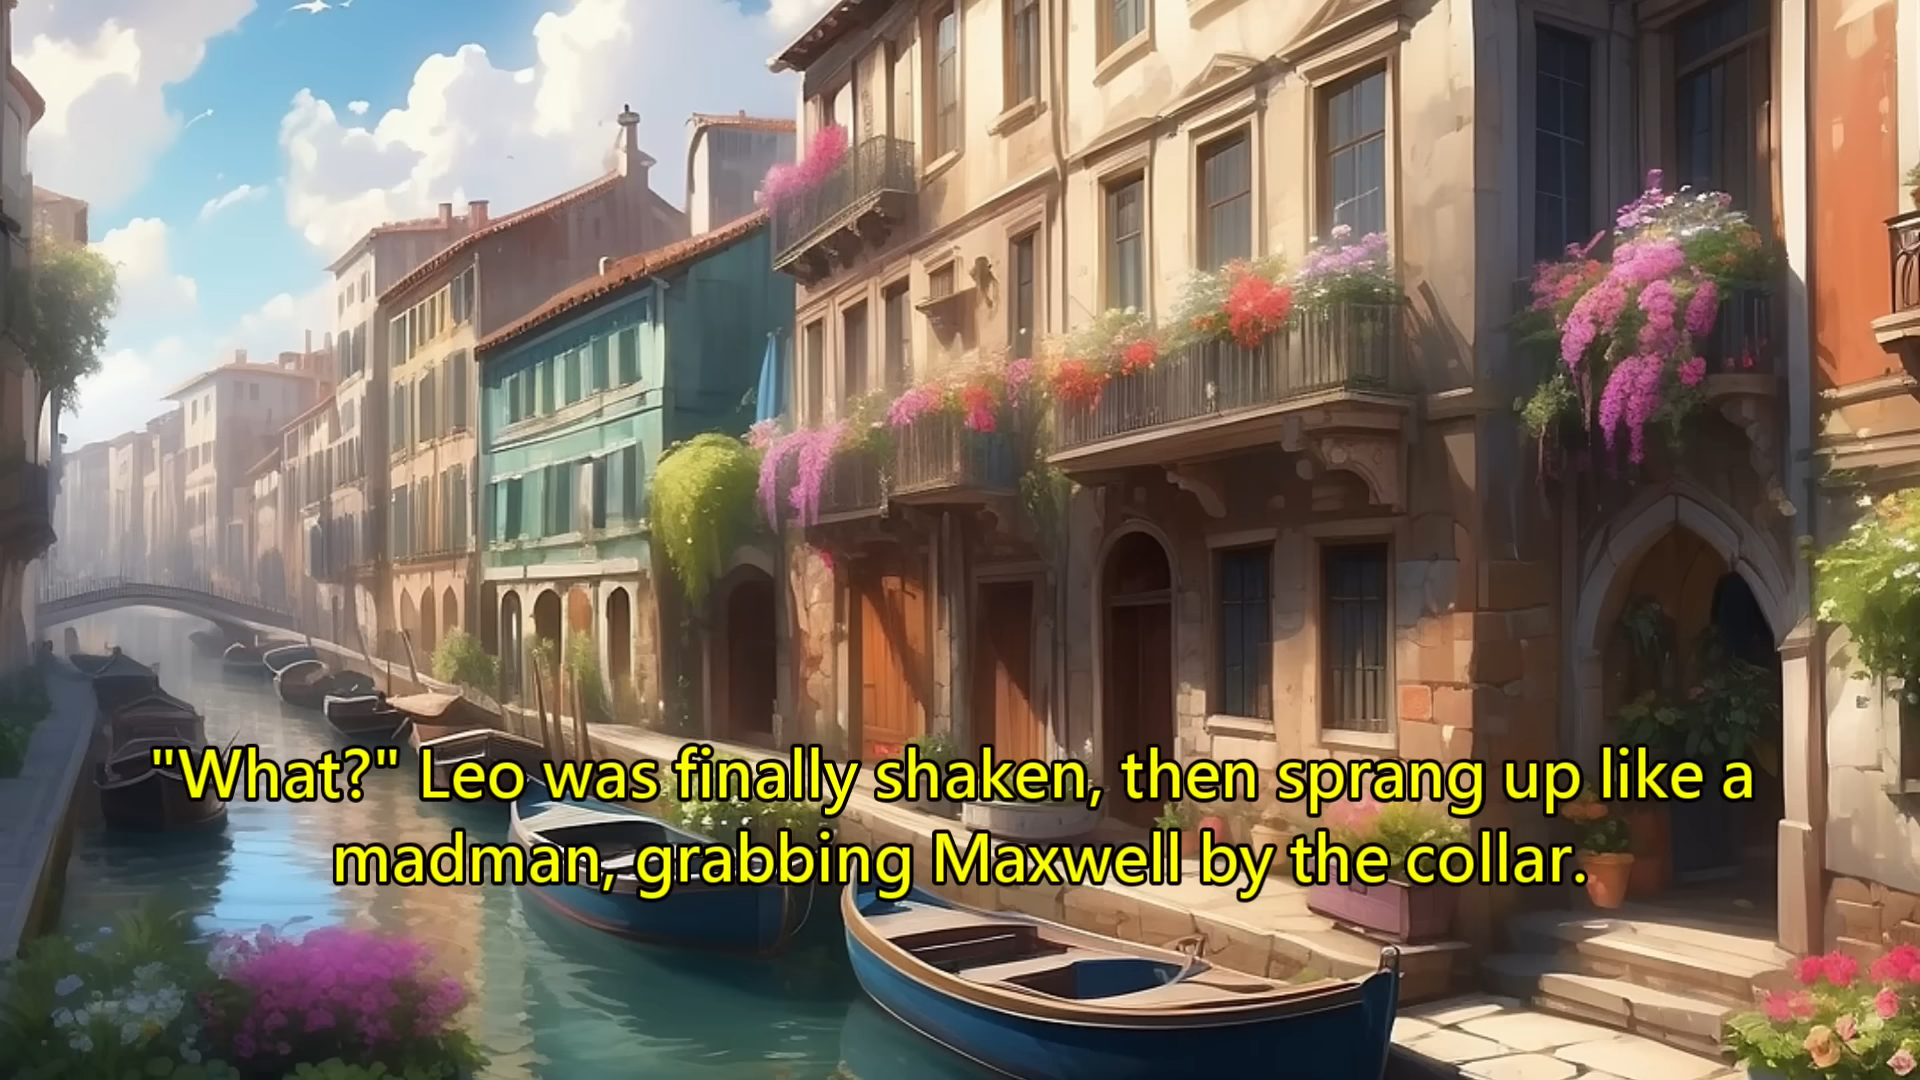 "What?" Leo was finally shaken, then sprang up like a
madman, grabbing Maxwell by the collar.